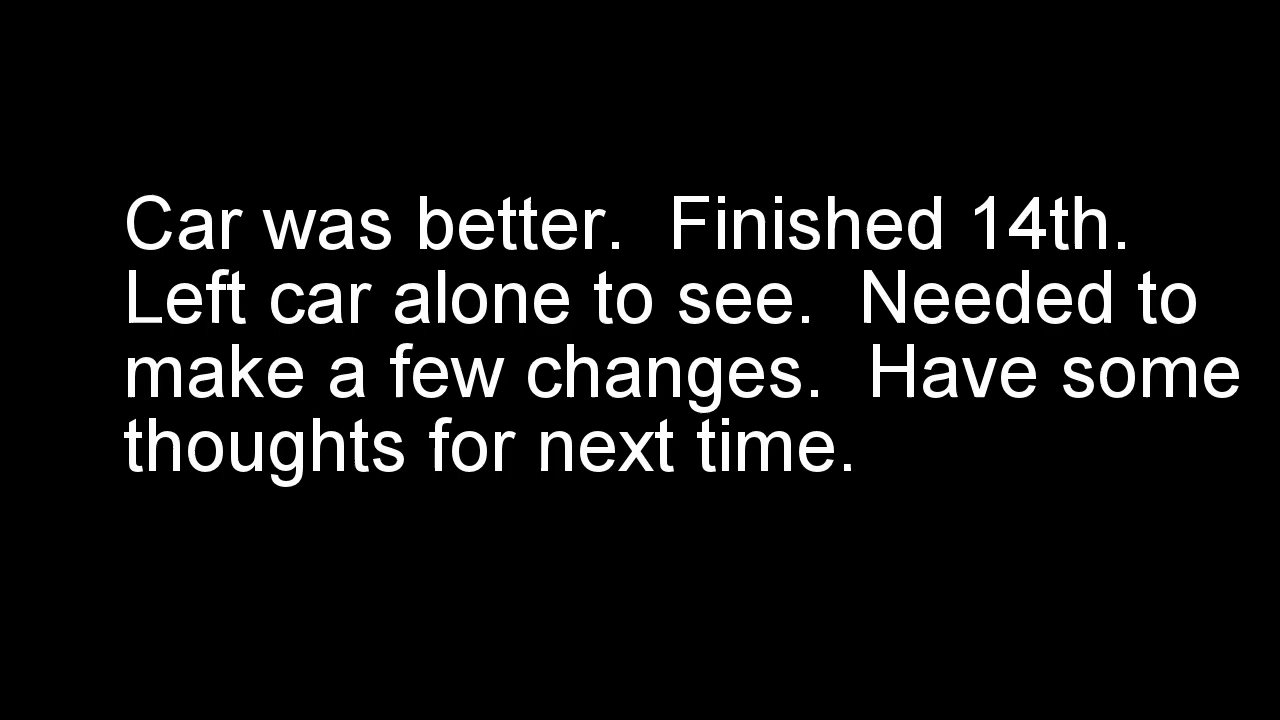 Car was better.  Finished 14th.
Left car alone to see.  Needed to
make a few changes.  Have some
thoughts for next time.